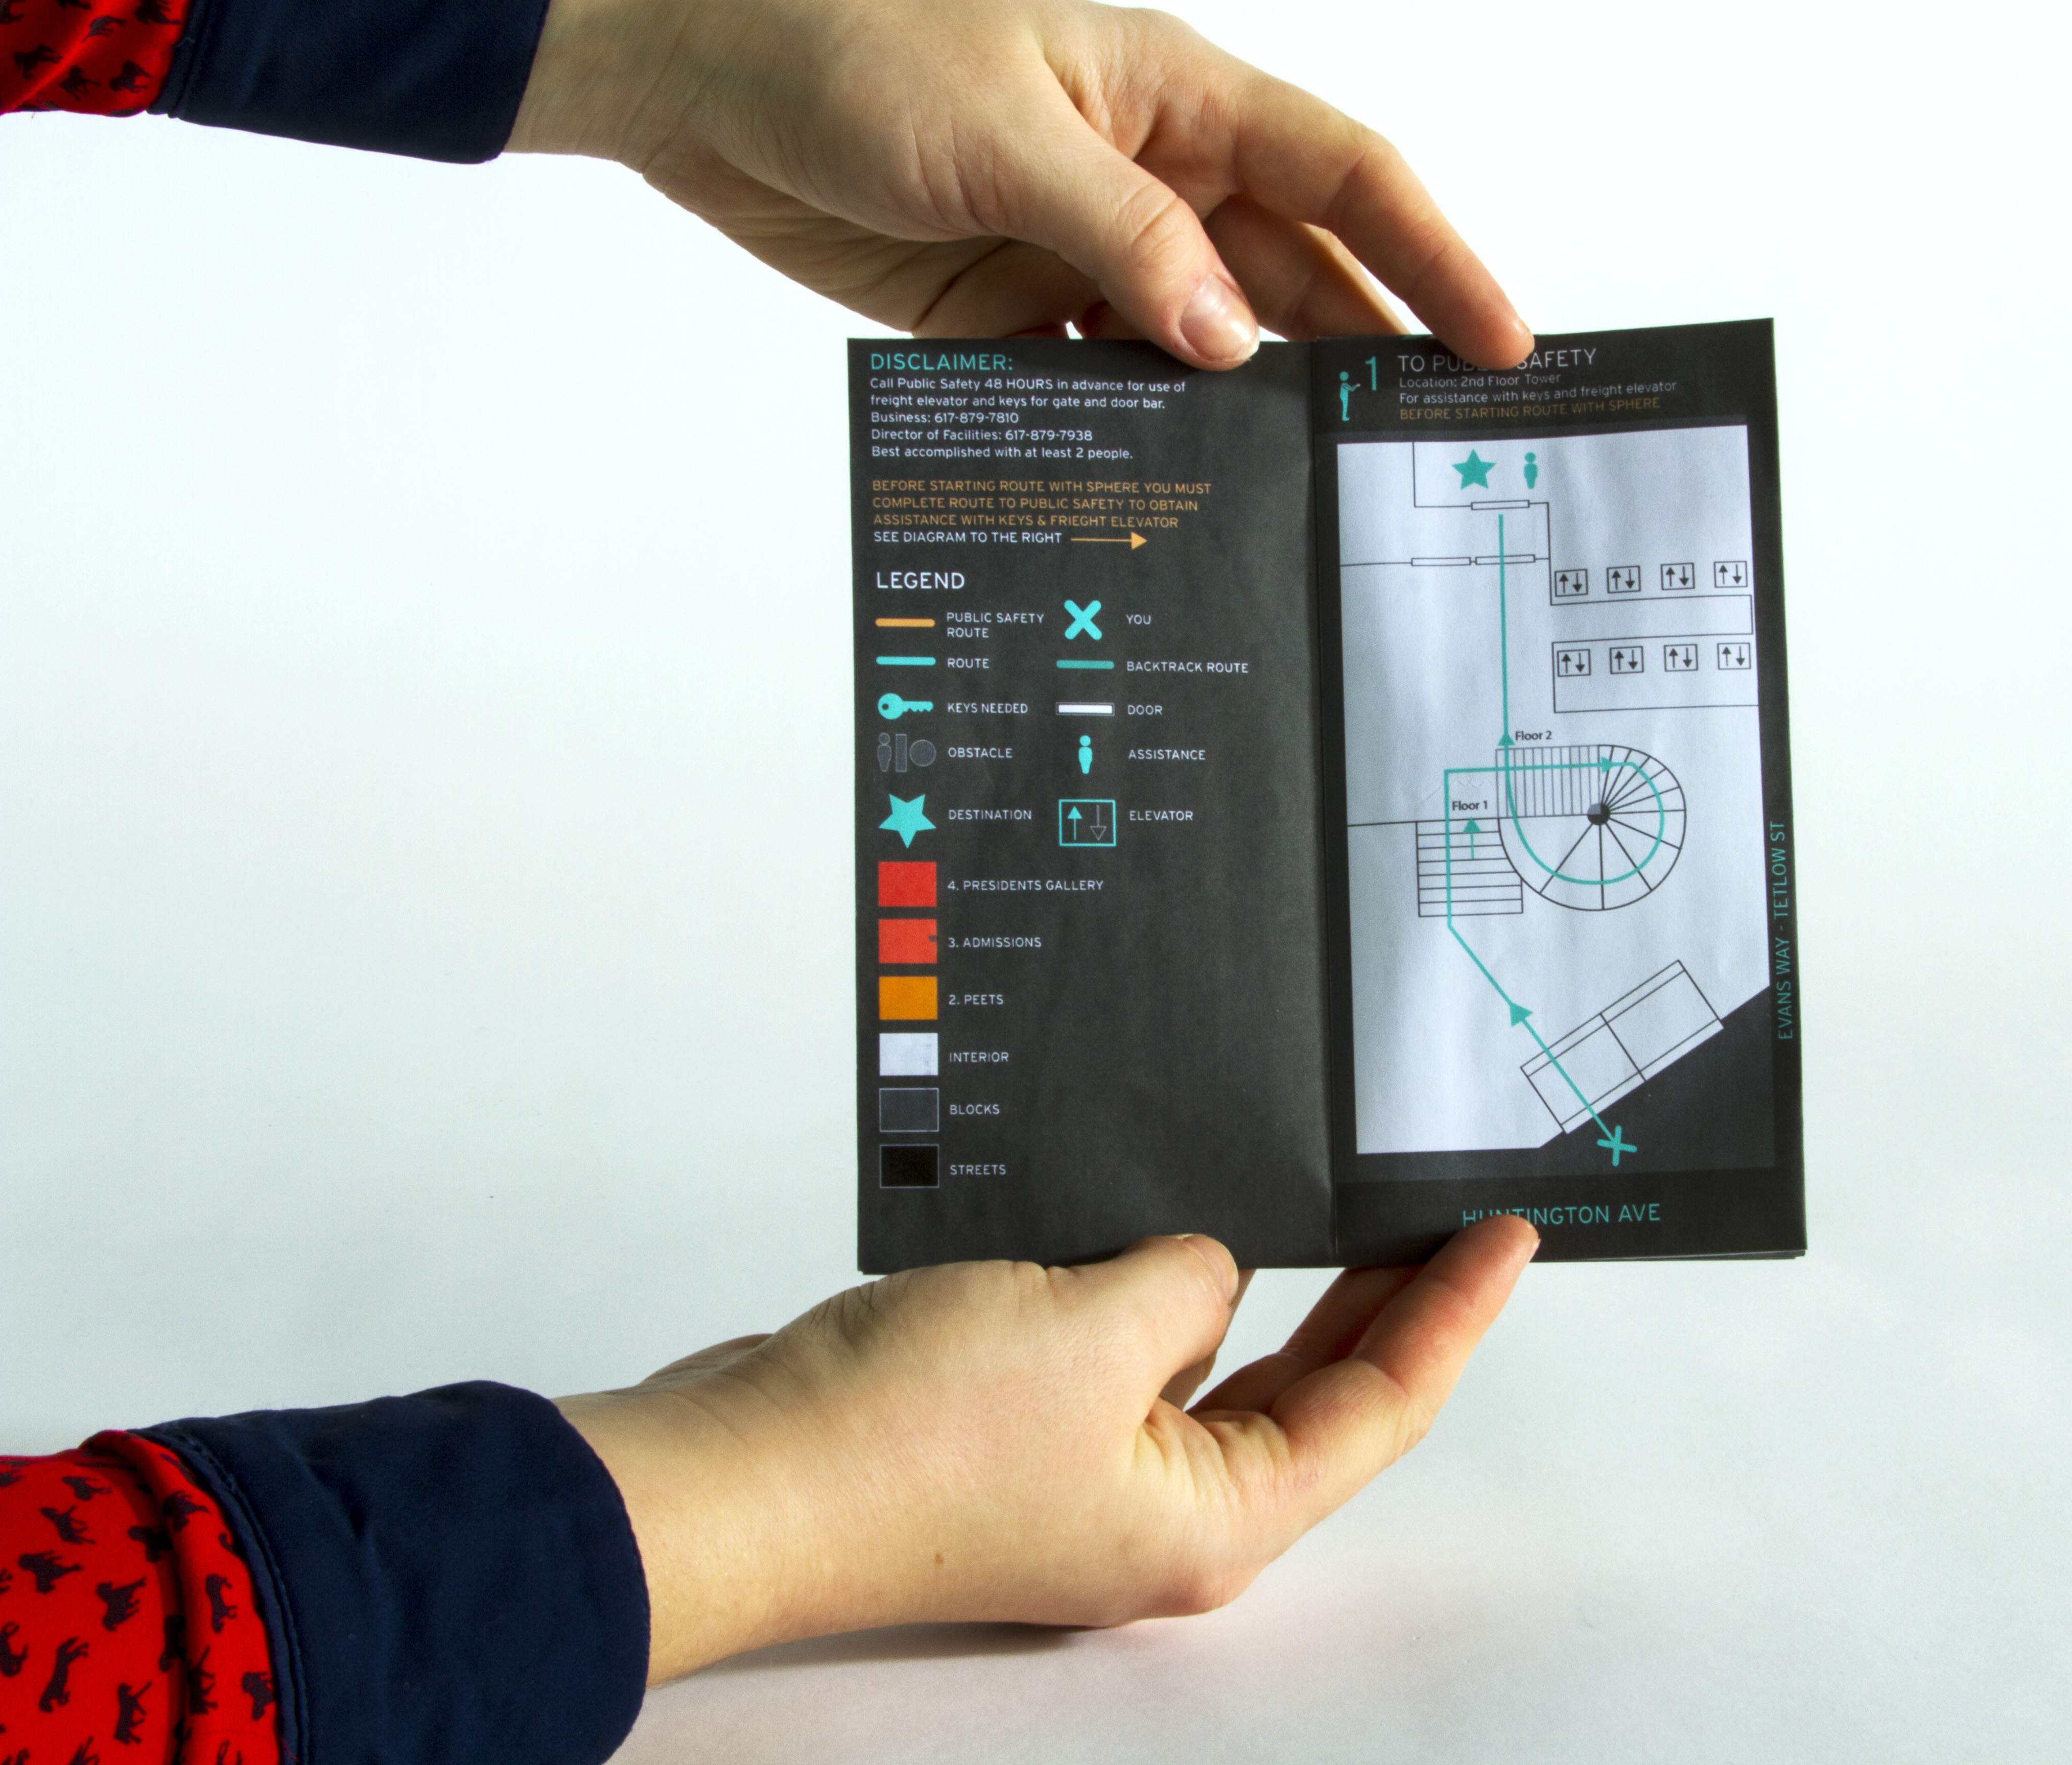 DISCLAIMER:
Call Public Safety 48 HOURS in advance for use of
freight elevator and keys for gate and door bar.
Business: 617-879-7810
Director of Facilities: 617-879-7938
Best accomplished with at least 2 people.
BEFORE STARTING ROUTE WITH SPHERE YOU MUST
COMPLETE ROUTE TO PUBLIC SAFETY TO OBTAIN
ASSISTANCE WITH KEYS & FRIEGHT ELEVATOR
SEE DIAGRAM TO THE RIGHT
LEGEND
PUBLIC SAFETY
ROUTE
YOU
ROUTE
BACKTRACK ROUTE
KEYS NEEDED
DOOR
OBSTACLE
ASSISTANCE
DESTINATION
ELEVATOR
4. PRESIDENTS GALLERY
3. ADMISSIONS
2. PEETS
INTERIOR
BLOCKS
STREETS
1
TO PUBLIC SAFETY
Location: 2nd Floor Tower
For assistance with keys and freight elevator
BEFORE STARTING ROUTE WITH SPHERE
Floor 2
Floor 1
EVANS WAY - TETLOW ST
HUNTINGTON AVE